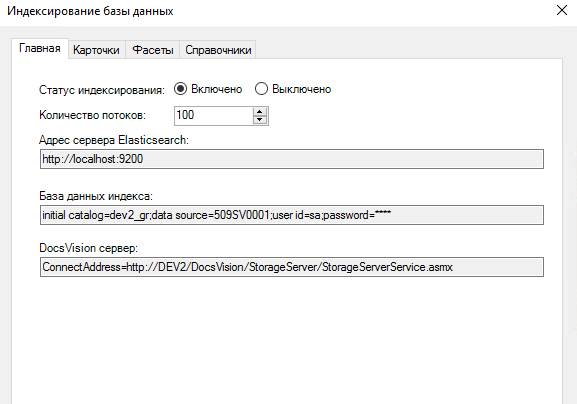 Индексирование базы данных
Главная Карточки Фасеты Справочники
Статус индексирования: Включено Выключено
Количество потоков: 100
Адрес сервера Elasticsearch:
http://localhost:9200
База данных индекса:
initial catalog=dev2_gr;data source=509SV0001;user id=sa;password=****
DocsVision сервер:
ConnectAddress=http://DEV2/DocsVision/StorageServer/StorageServerService.asmx